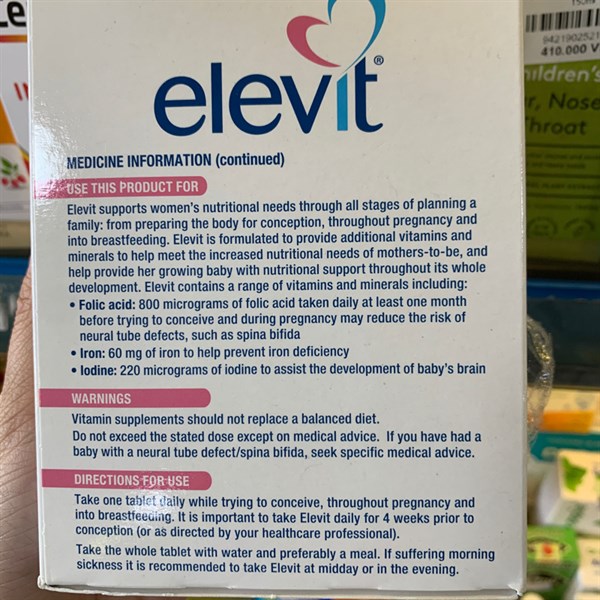 elevit®
MEDICINE INFORMATION (continued)
USE THIS PRODUCT FOR
Elevit supports women's nutritional needs through all stages of planning a
family: from preparing the body for conception, throughout pregnancy and
into breastfeeding. Elevit is formulated to provide additional vitamins and
minerals to help meet the increased nutritional needs of mothers-to-be, and
help provide her growing baby with nutritional support throughout its whole
development. Elevit contains a range of vitamins and minerals including:
• Folic acid: 800 micrograms of folic acid taken daily at least one month
before trying to conceive and during pregnancy may reduce the risk of
neural tube defects, such as spina bifida
• Iron: 60 mg of iron to help prevent iron deficiency
• Iodine: 220 micrograms of iodine to assist the development of baby's brain
WARNINGS
Vitamin supplements should not replace a balanced diet.
Do not exceed the stated dose except on medical advice. If you have had a
baby with a neural tube defect/spina bifida, seek specific medical advice.
DIRECTIONS FOR USE
Take one tablet daily while trying to conceive, throughout pregnancy and
into breastfeeding. It is important to take Elevit daily for 4 weeks prior to
conception (or as directed by your healthcare professional).
Take the whole tablet with water and preferably a meal. If suffering morning
sickness it is recommended to take Elevit at midday or in the evening.
410.000 V
ildren's
r, Nose
hroat